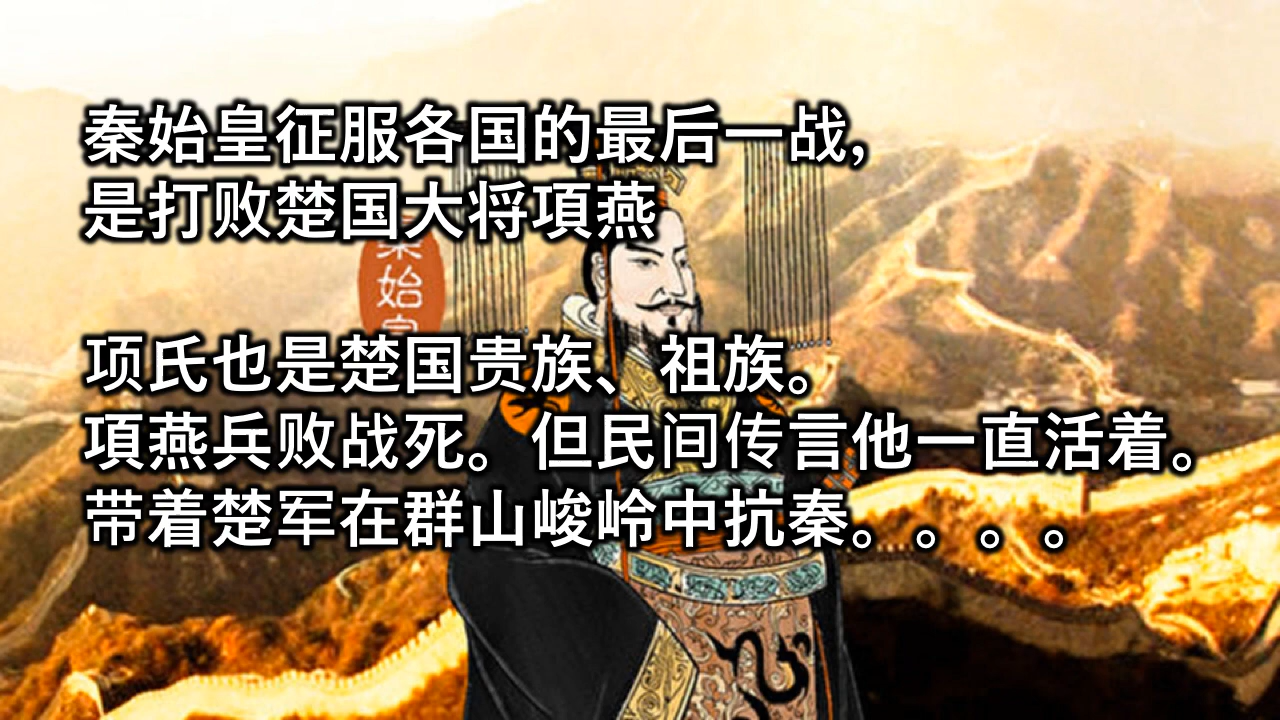 秦始皇征服各国的最后一战，
是打败楚国大将項燕
秦始皇
项氏也是楚国贵族、祖族。
項燕兵败战死。但民间传言他一直活着。
带着楚军在群山峻岭中抗秦。。。。